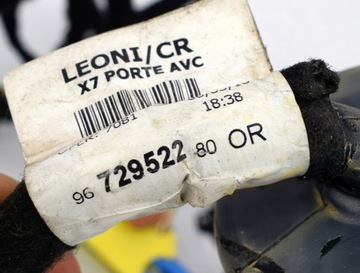 LEONI/CR
X7 PORTE AVC
18:38
96 729522 80 OR